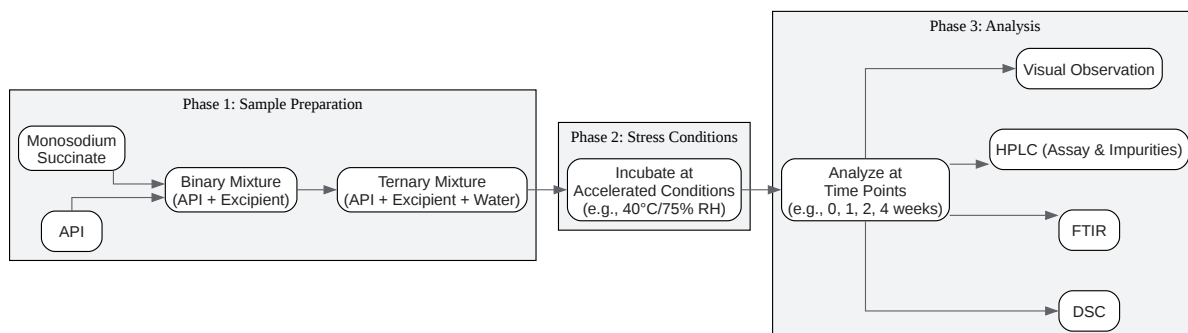 Phase 1: Sample Preparation
Monosodium
Succinate
API
Binary Mixture
(API + Excipient)
Ternary Mixture
(API + Excipient + Water)
Phase 2: Stress Conditions
Incubate at
Accelerated Conditions
(e.g., 40°C/75% RH)
Phase 3: Analysis
Analyze at
Time Points
(e.g., 0, 1, 2, 4 weeks)
Visual Observation
HPLC (Assay & Impurities)
FTIR
DSC